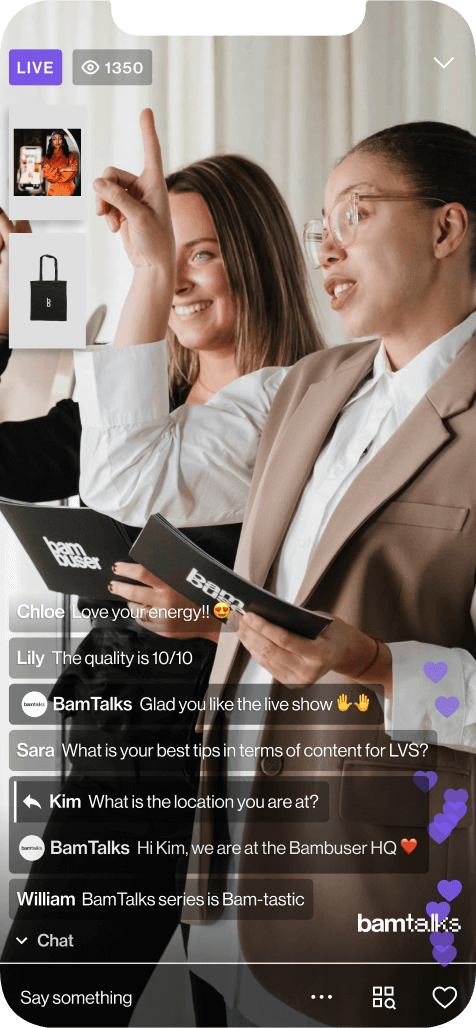 LIVE
1350
B
bam
buser
Bam
Chloe Love your energy!! 😍
Lily The quality is 10/10
bamtalks BamTalks Glad you like the live show 🤚🤚
Sara What is your best tips in terms of content for LVS?
Kim What is the location you are at?
bamtalks BamTalks Hi Kim, we are at the Bambuser HQ ❤️
William BamTalks series is Bam-tastic
bamtalks
Chat
Say something